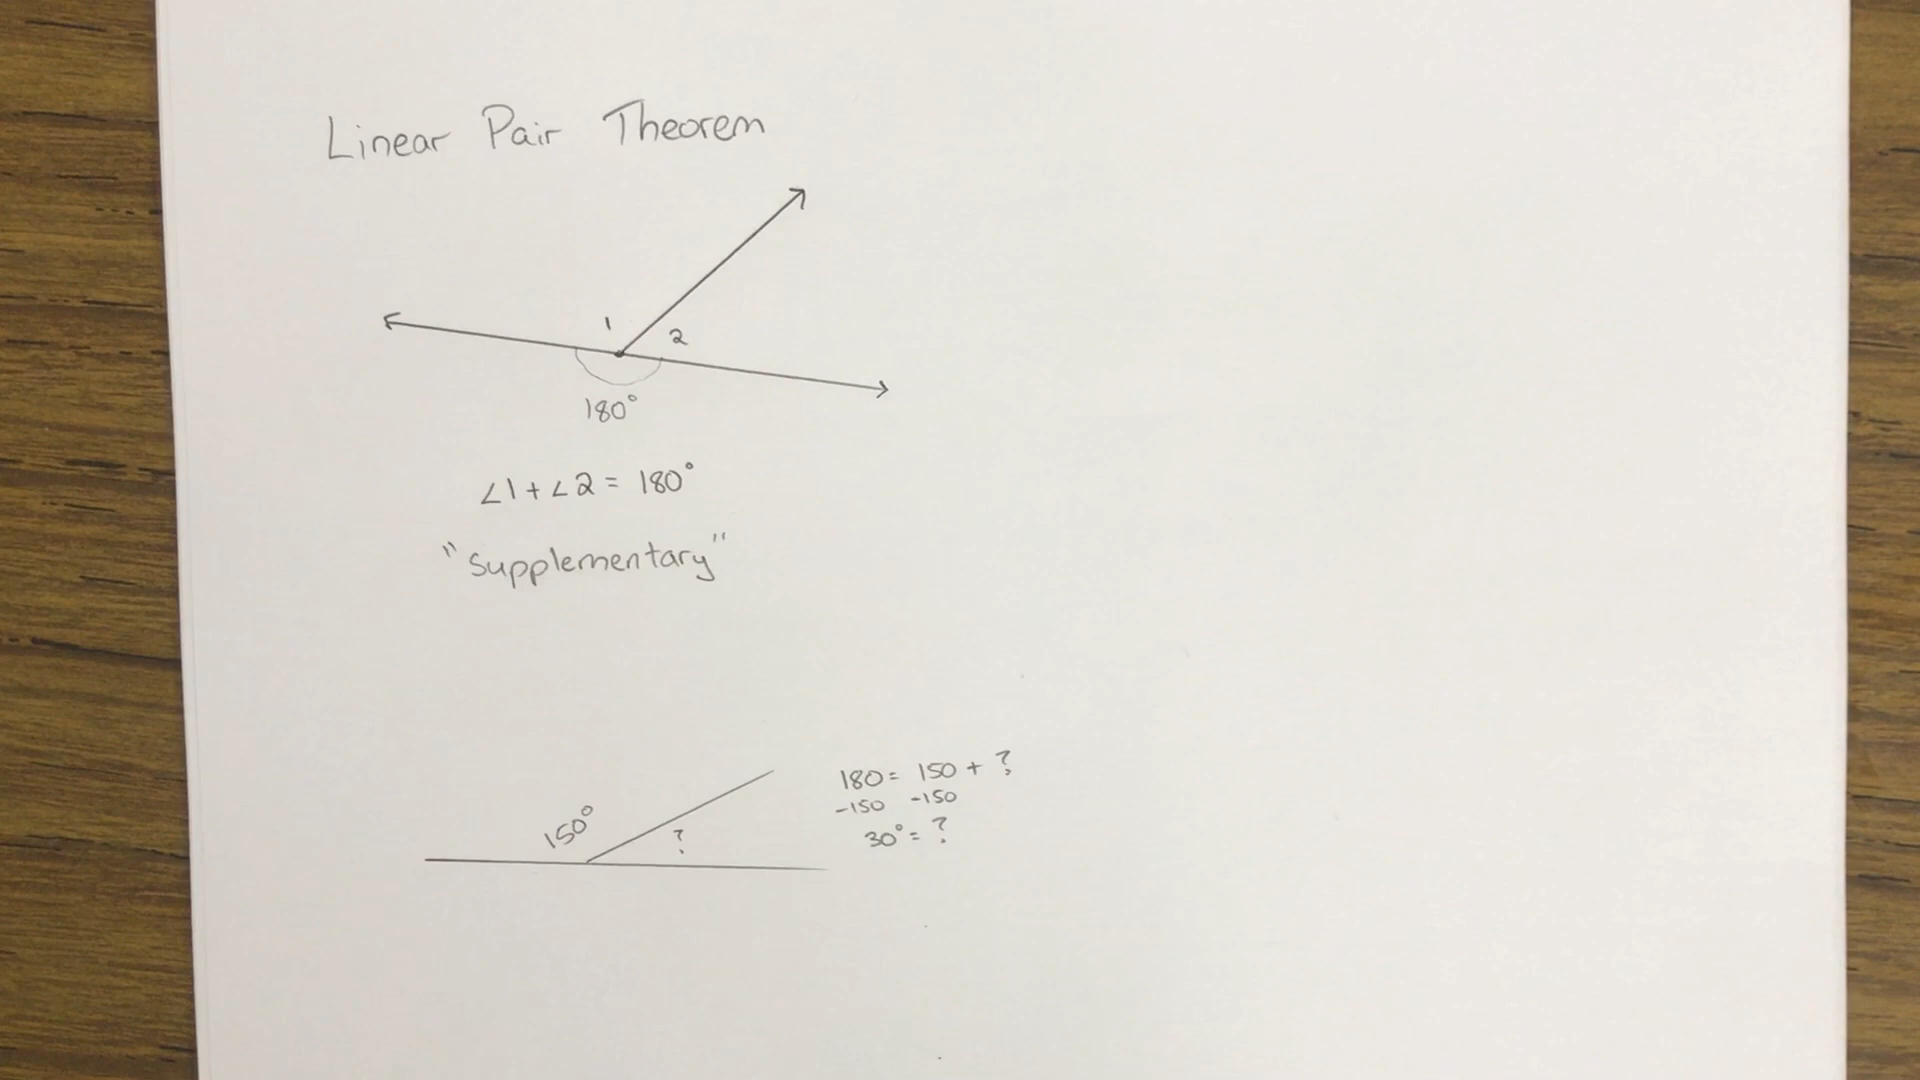 Linear Pair Theorem
1
2
180°
∠1+∠2 = 180°
"supplementary"
180 = 150 + ?
-150 -150
150°
?
30° = ?